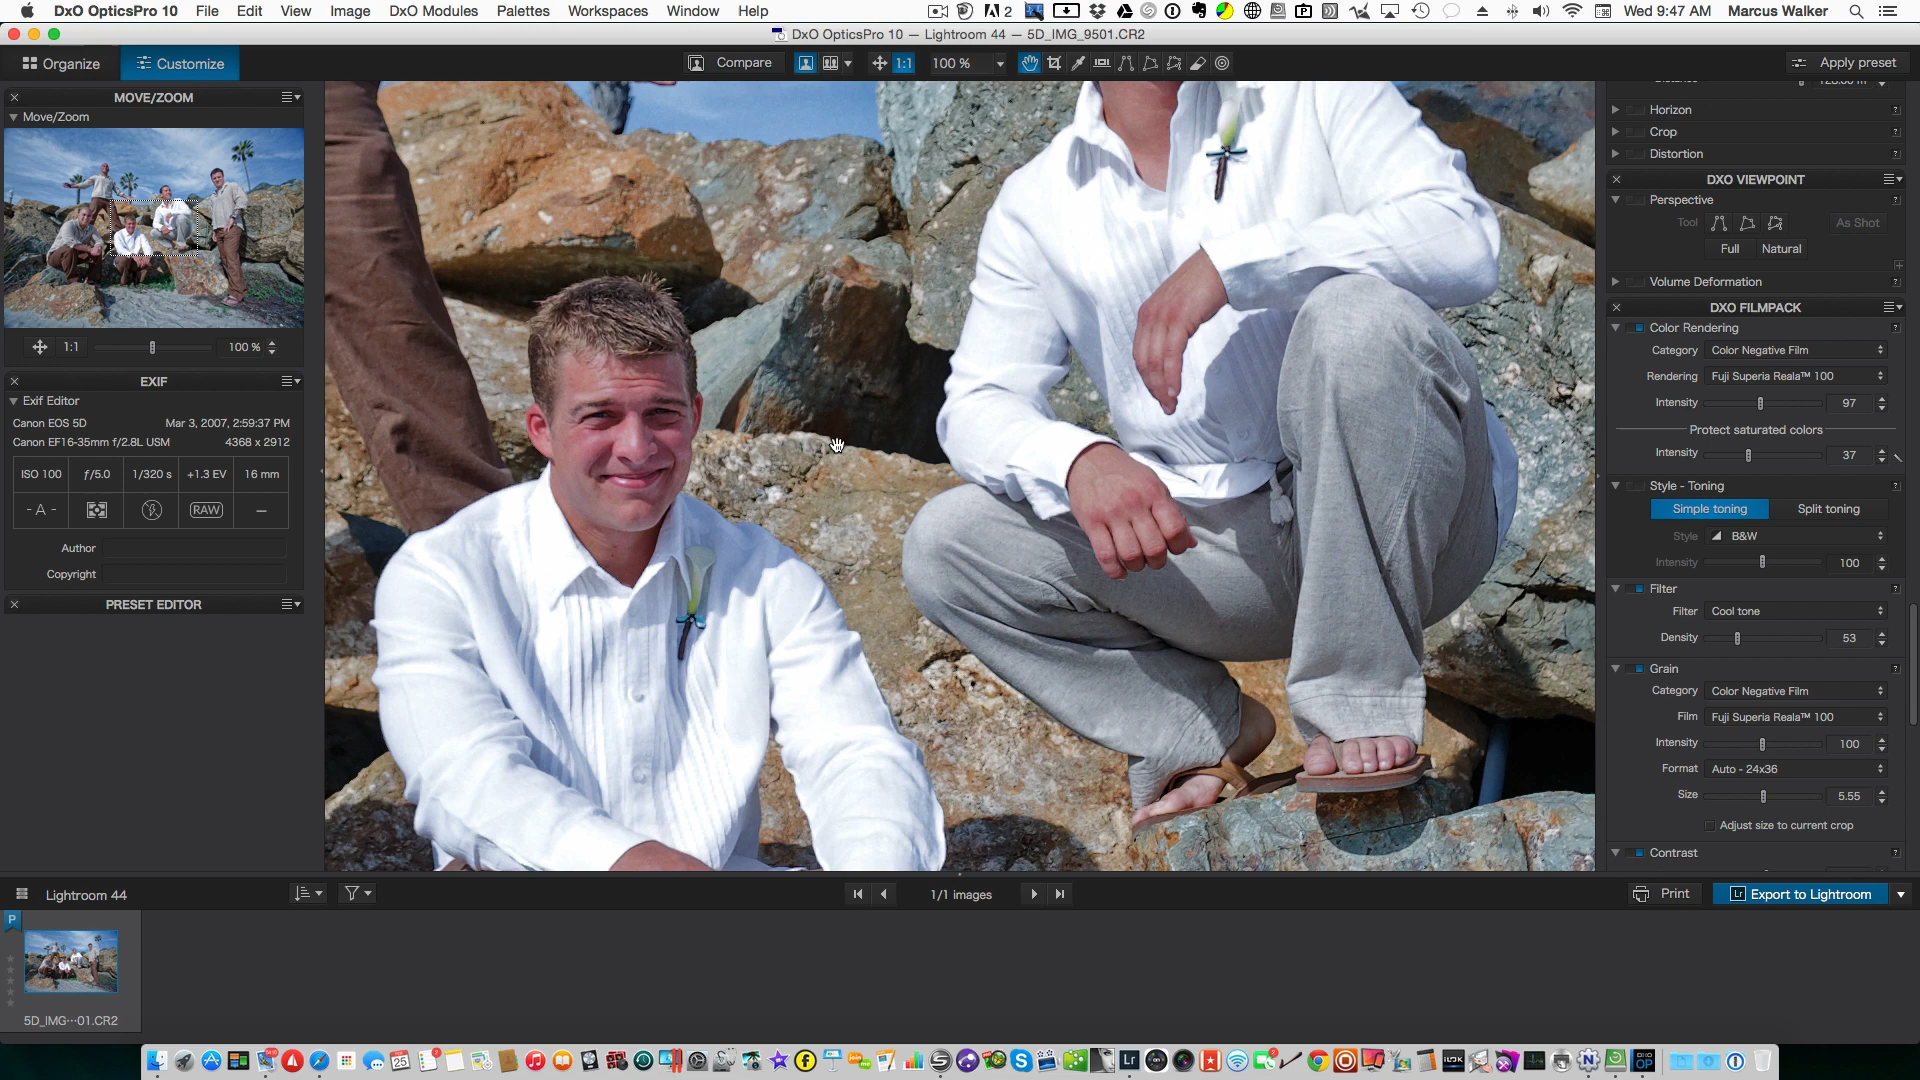 DxO OpticsPro 10 File Edit View Image DxO Modules Palettes Workspaces Window Help 2 Wed 9:47 AM Marcus Walker
DxO OpticsPro 10 — Lightroom 44 — 5D_IMG_9501.CR2
Organize Customize Compare 1:1 100 % Apply preset
MOVE/ZOOM
Move/Zoom
1:1 100 %
EXIF
Exif Editor
Canon EOS 5D Mar 3, 2007, 2:59:37 PM
Canon EF16-35mm f/2.8L USM 4368 x 2912
ISO 100 ƒ/5.0 1/320 s +1.3 EV 16 mm
- A - RAW —
Author
Copyright
PRESET EDITOR
Horizon
Crop
Distortion
DXO VIEWPOINT
Perspective
Tool As Shot
Full Natural
Volume Deformation
DXO FILMPACK
Color Rendering
Category Color Negative Film
Rendering Fuji Superia Reala™ 100
Intensity 97
Protect saturated colors
Intensity 37
Style - Toning
Simple toning Split toning
Style B&W
Intensity 100
Filter
Filter Cool tone
Density 53
Grain
Category Color Negative Film
Film Fuji Superia Reala™ 100
Intensity 100
Format Auto - 24x36
Size 5.55
Adjust size to current crop
Contrast
Lightroom 44 1/1 images Print Lr Export to Lightroom
P
5D_IMG···01.CR2